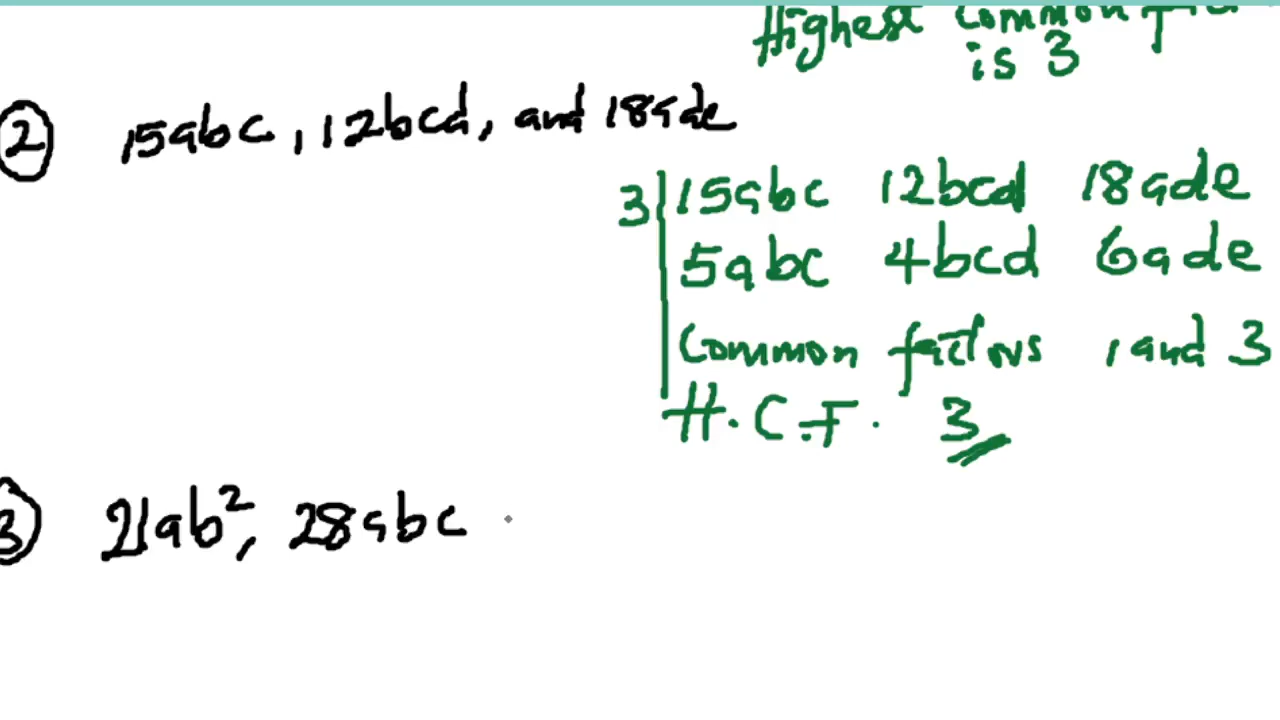 Highest common
is 3
② 15abc, 12bcd, and 18ade
3 | 15abc 12bcd 18ade
5abc 4bcd 6ade
Common factors 1 and 3
H.C.F. 3
③ 21ab², 28abc